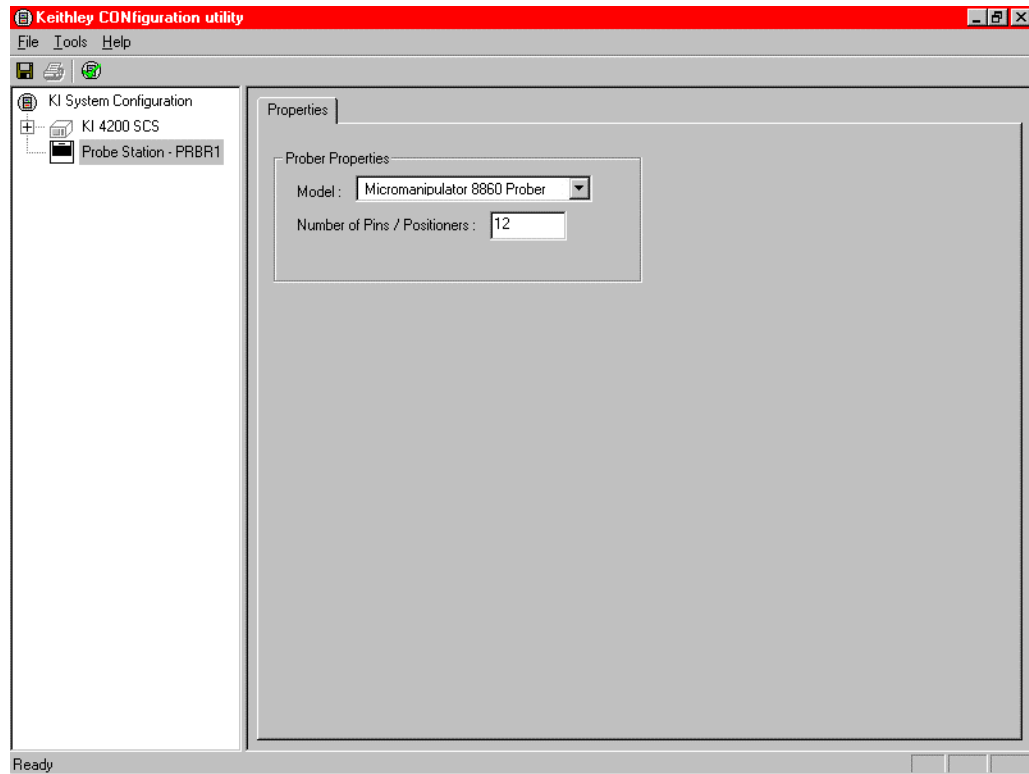 Keithley CONfiguration utility
File Tools Help
KI System Configuration
KI 4200 SCS
Probe Station - PRBR1
Properties
Prober Properties
Model : Micromanipulator 8860 Prober
Number of Pins / Positioners : 12
Ready